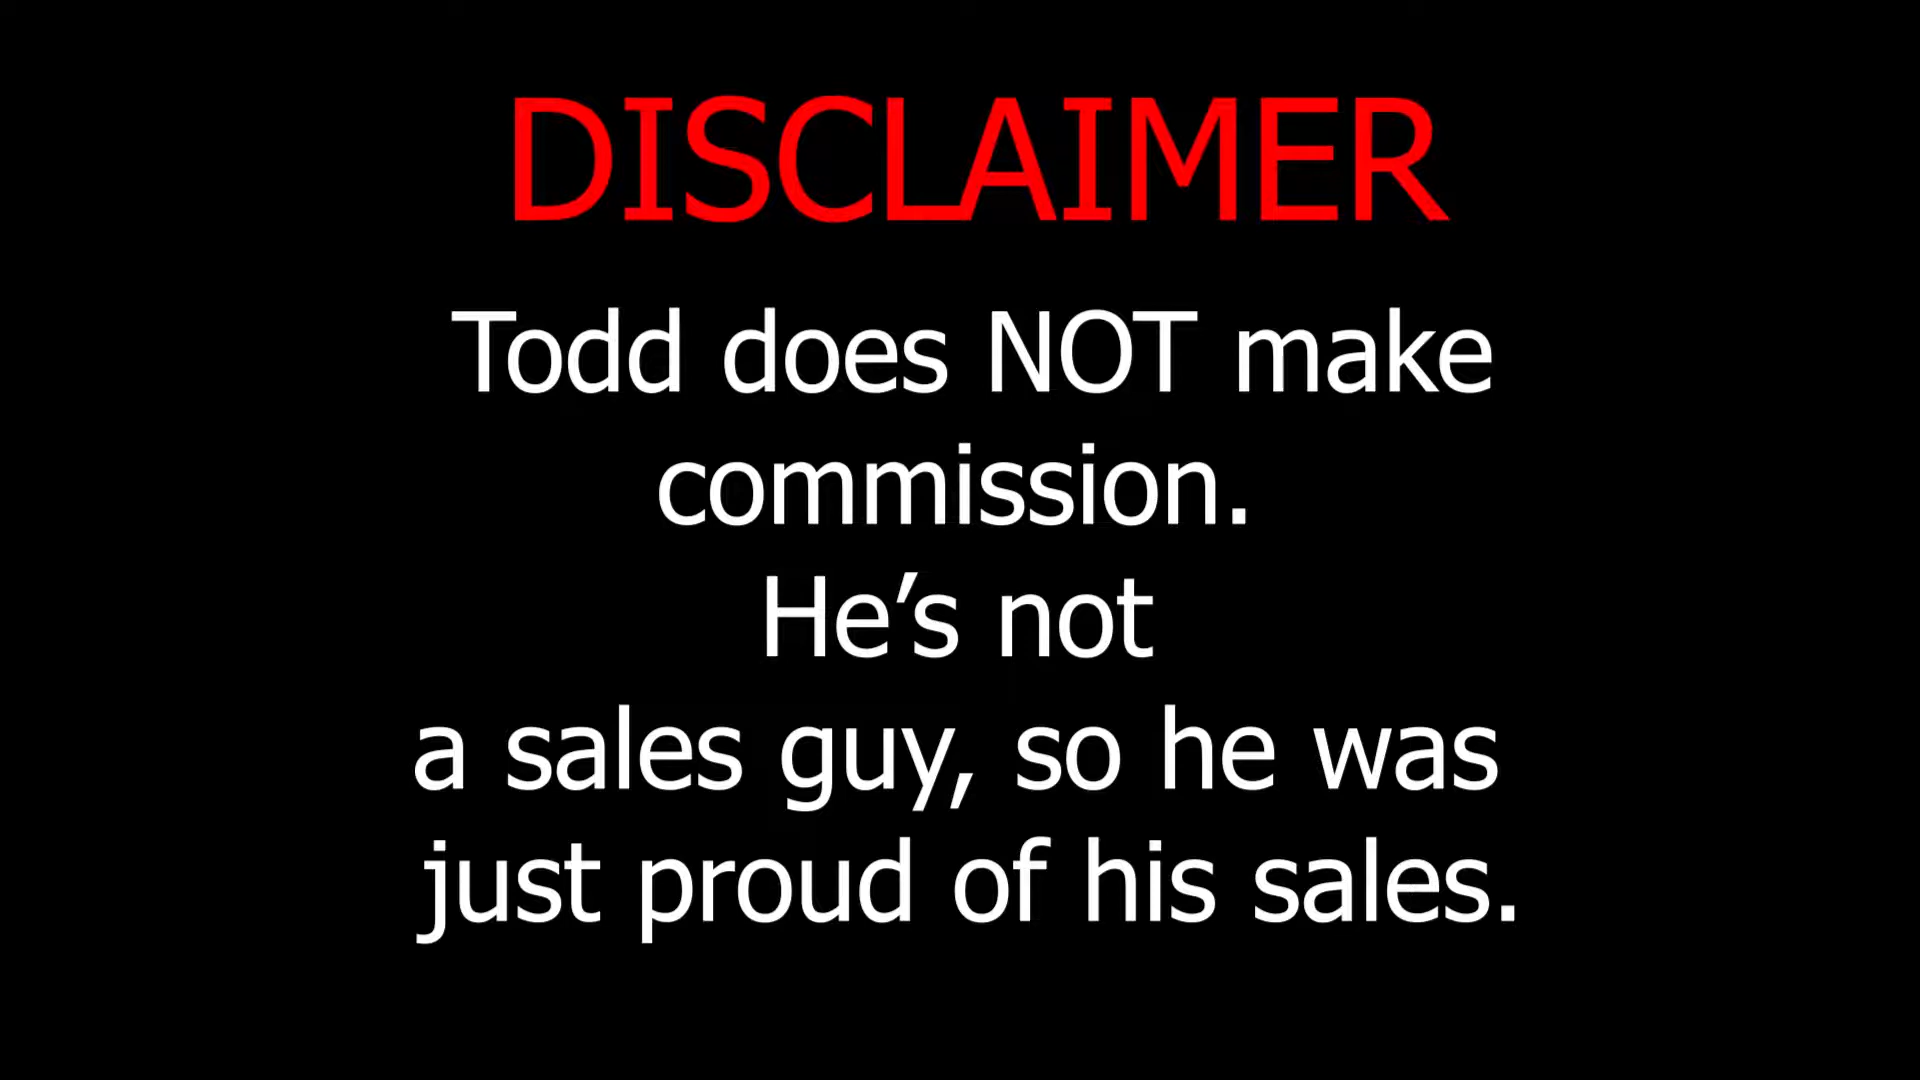 DISCLAIMER
Todd does NOT make
commission.
He’s not
a sales guy, so he was
just proud of his sales.